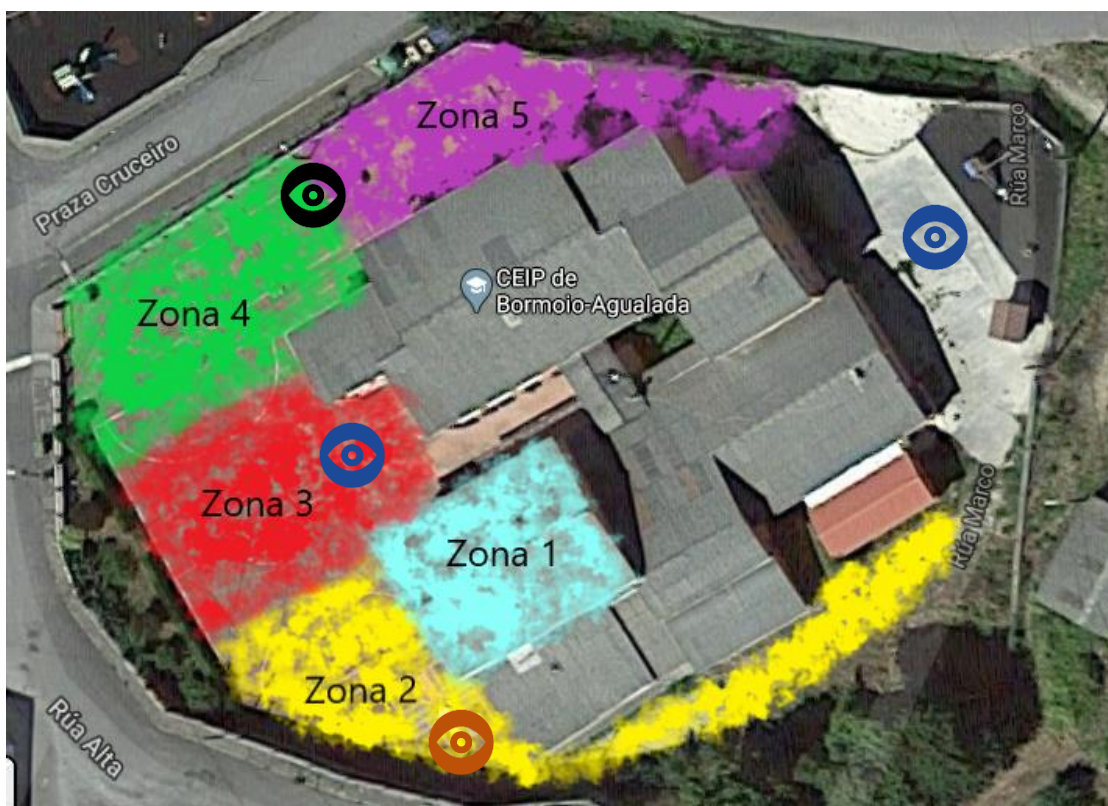 Zona 5
Praza Cruceiro
Rúa Marco
CEIP de
Bormoio-Agualada
Zona 4
Zona 3
Zona 1
Rúa Marco
Zona 2
Rúa Alta